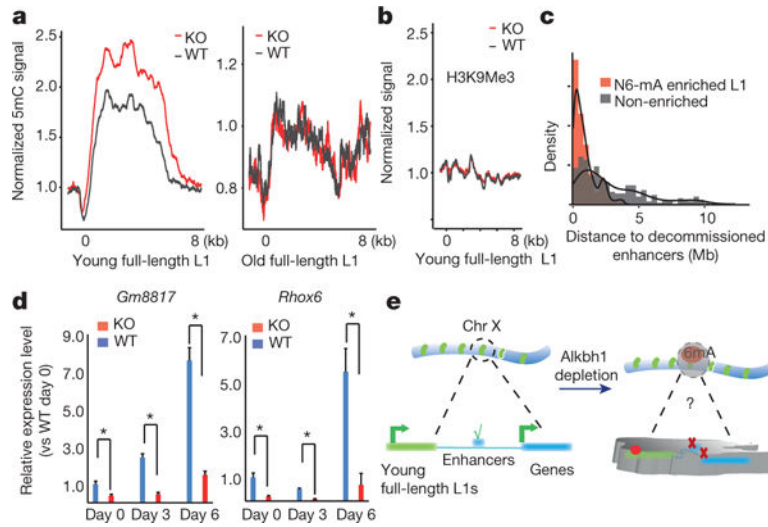 a
KO
WT
Normalized 5mC signal
2.5
2.0
1.5
1.0
0
8 (kb)
Young full-length L1
KO
WT
1.2
1.0
0.8
0
8 (kb)
Old full-length L1
b
KO
WT
H3K9Me3
Normalized signal
2.5
2.0
1.5
1.0
0
8 (kb)
Young full-length L1
c
N6-mA enriched L1
Non-enriched
Density
0
5
10
Distance to decommissioned
enhancers (Mb)
d
Gm8817
KO
WT
Relative expression level
(vs WT day 0)
9.0
7.0
5.0
3.0
1.0
*
*
*
Day 0
Day 3
Day 6
Rhox6
KO
WT
7.0
5.0
3.0
1.0
*
*
*
Day 0
Day 3
Day 6
e
Chr X
Alkbh1
depletion
6mA
?
Enhancers
Young
full-length L1s
Genes